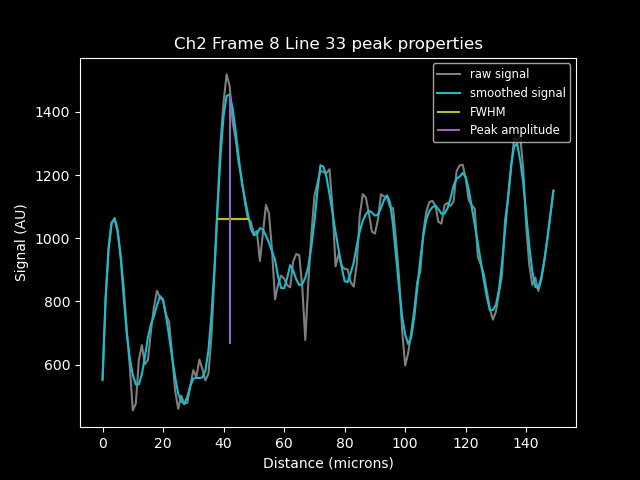 Ch2 Frame 8 Line 33 peak properties
raw signal
smoothed signal
FWHM
Peak amplitude
1400
1200
1000
800
600
Signal (AU)
0 20 40 60 80 100 120 140
Distance (microns)